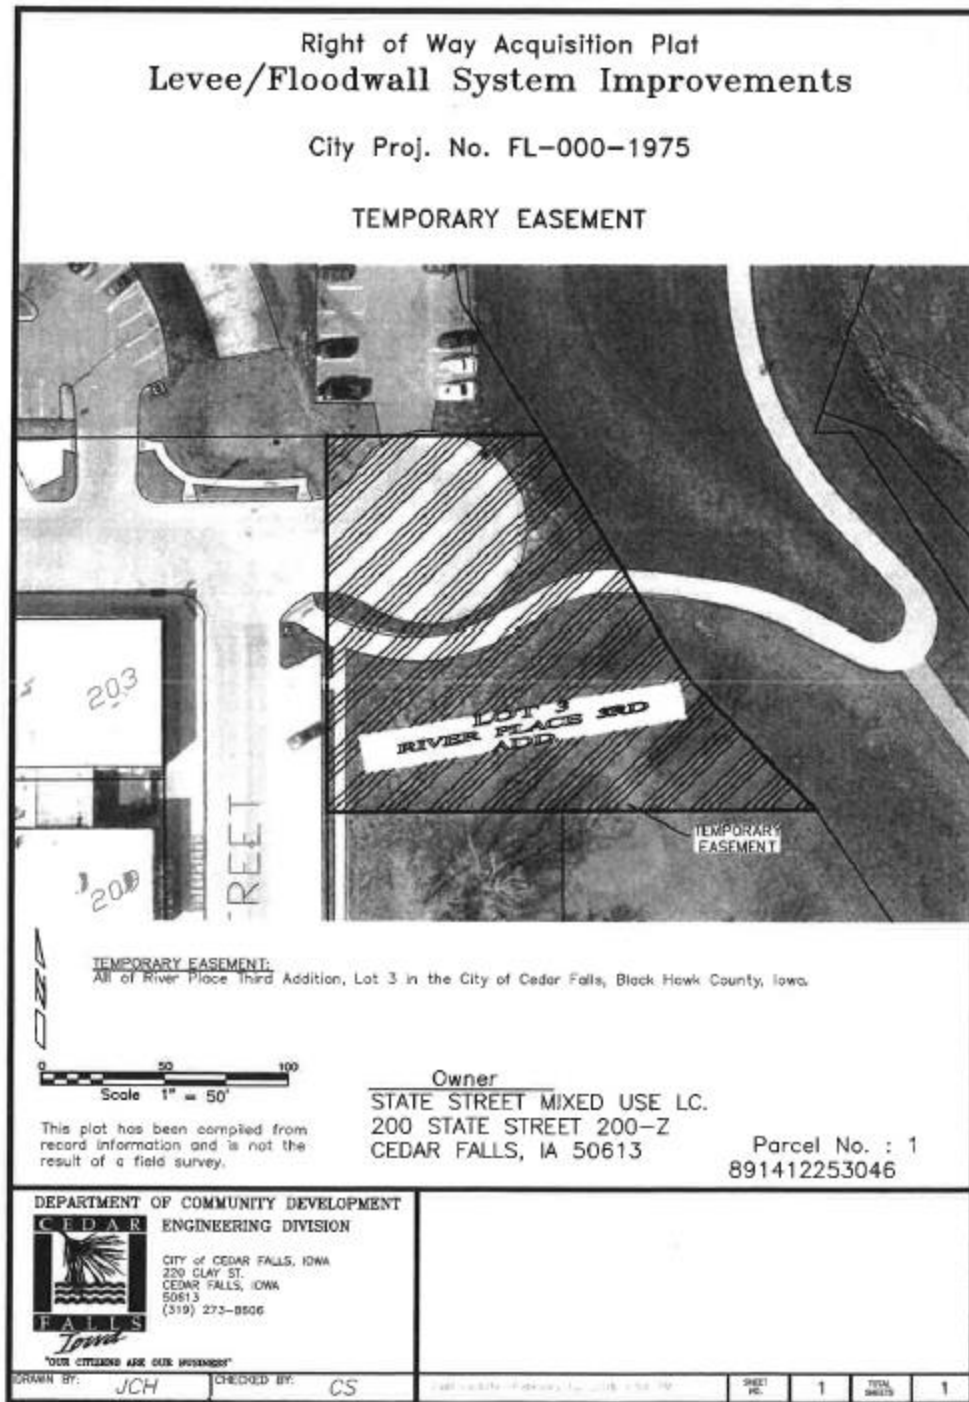 Right of Way Acquisition Plat
Levee/Floodwall System Improvements
City Proj. No. FL-000-1975
TEMPORARY EASEMENT
203
LOT 3
RIVER PLACE 3RD
ADD
TEMPORARY
EASEMENT
REET
TEMPORARY EASEMENT:
All of River Place Third Addition, Lot 3 in the City of Cedar Falls, Black Hawk County, Iowa.
0 50 100
Scale 1" = 50'
This plat has been compiled from
record information and is not the
result of a field survey.
Owner
STATE STREET MIXED USE LC.
200 STATE STREET 200-Z
CEDAR FALLS, IA 50613
Parcel No. : 1
891412253046
DEPARTMENT OF COMMUNITY DEVELOPMENT
ENGINEERING DIVISION
CEDAR
FALLS
Iowa
CITY of CEDAR FALLS, IOWA
220 CLAY ST.
CEDAR FALLS, IOWA
50613
(319) 273-8606
"OUR CITIZENS ARE OUR BUSINESS"
DRAWN BY: JCH
CHECKED BY: CS
SHEET NO. 1
TOTAL SHEETS 1